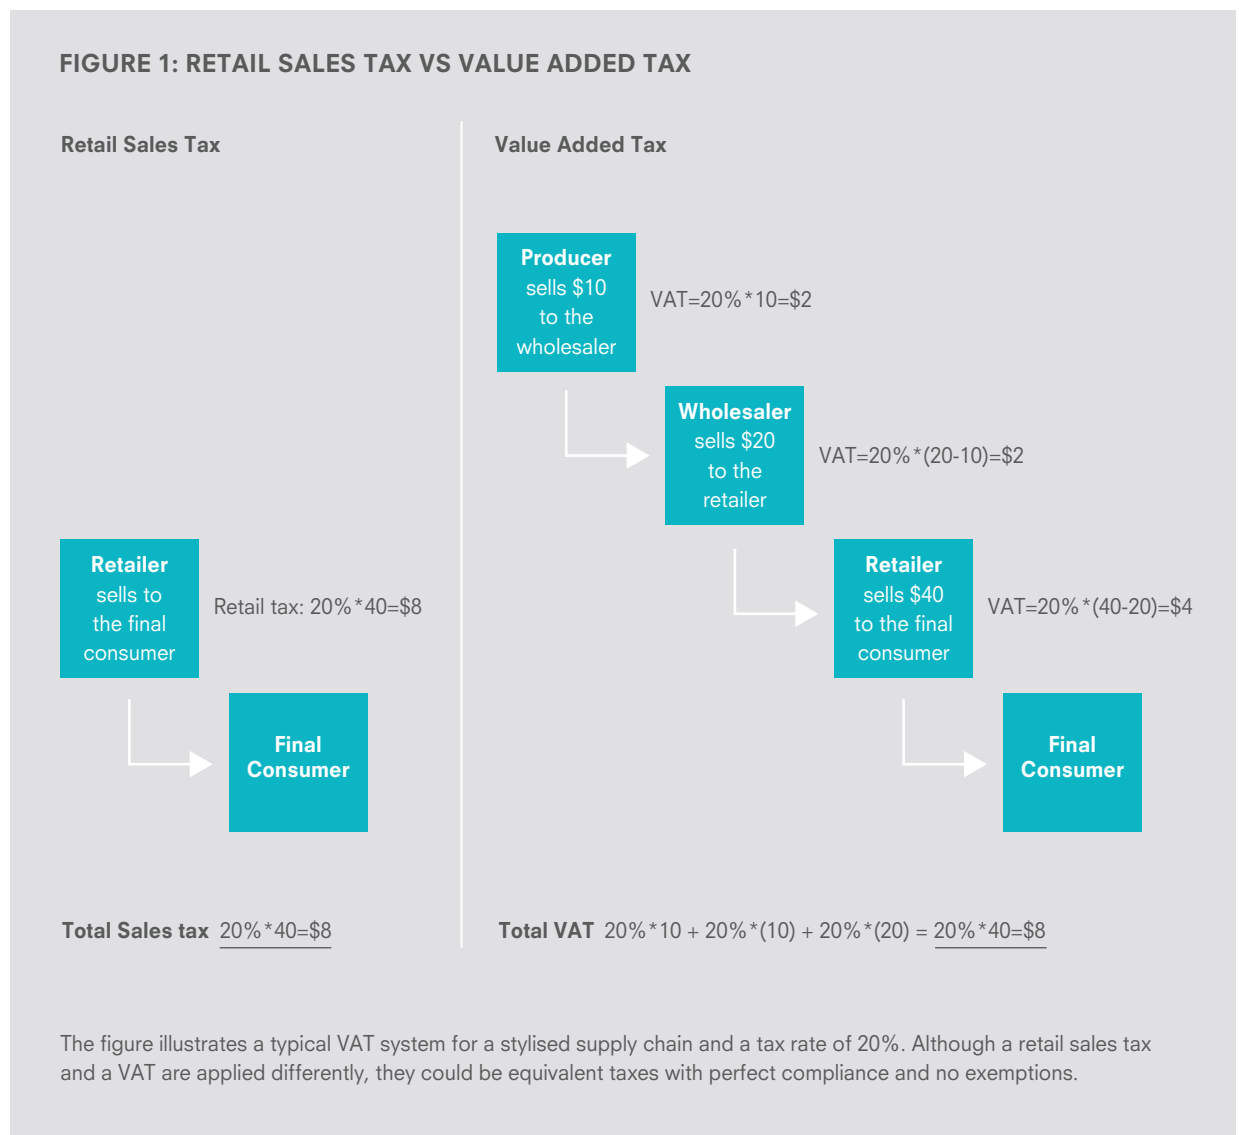 FIGURE 1: RETAIL SALES TAX VS VALUE ADDED TAX
Retail Sales Tax
Retailer
sells to
the final
consumer
Retail tax: 20%*40=$8
Final
Consumer
Total Sales tax 20%*40=$8
Value Added Tax
Producer
sells $10
to the
wholesaler
VAT=20%*10=$2
Wholesaler
sells $20
to the
retailer
VAT=20%*(20-10)=$2
Retailer
sells $40
to the final
consumer
VAT=20%*(40-20)=$4
Final
Consumer
Total VAT 20%*10 + 20%*(10) + 20%*(20) = 20%*40=$8
The figure illustrates a typical VAT system for a stylised supply chain and a tax rate of 20%. Although a retail sales tax
and a VAT are applied differently, they could be equivalent taxes with perfect compliance and no exemptions.